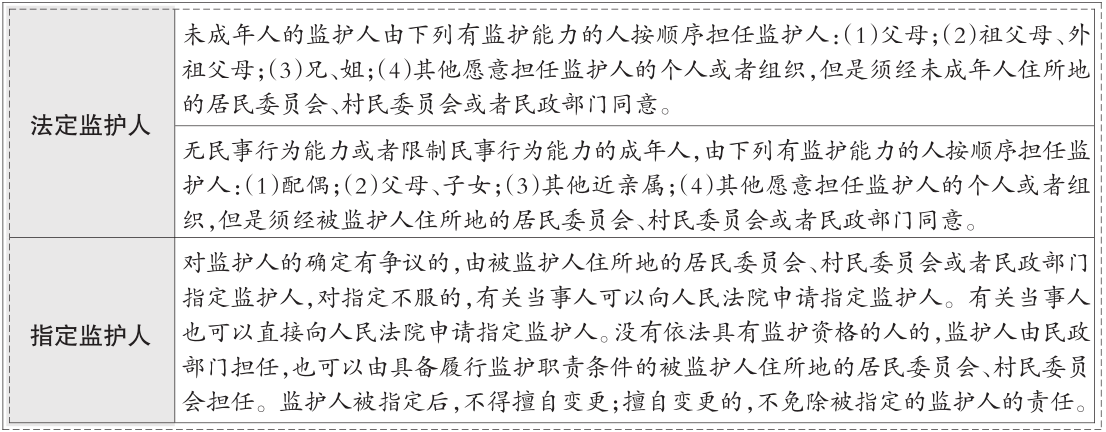 法定监护人
未成年人的监护人由下列有监护能力的人按顺序担任监护人:(1)父母;(2)祖父母、外
祖父母;(3)兄、姐;(4)其他愿意担任监护人的个人或者组织,但是须经未成年人住所地
的居民委员会、村民委员会或者民政部门同意。
无民事行为能力或者限制民事行为能力的成年人,由下列有监护能力的人按顺序担任监
护人:(1)配偶;(2)父母、子女;(3)其他近亲属;(4)其他愿意担任监护人的个人或者组
织,但是须经被监护人住所地的居民委员会、村民委员会或者民政部门同意。
指定监护人
对监护人的确定有争议的,由被监护人住所地的居民委员会、村民委员会或者民政部门
指定监护人,对指定不服的,有关当事人可以向人民法院申请指定监护人。有关当事人
也可以直接向人民法院申请指定监护人。没有依法具有监护资格的人的,监护人由民政
部门担任,也可以由具备履行监护职责条件的被监护人住所地的居民委员会、村民委员
会担任。监护人被指定后,不得擅自变更;擅自变更的,不免除被指定的监护人的责任。